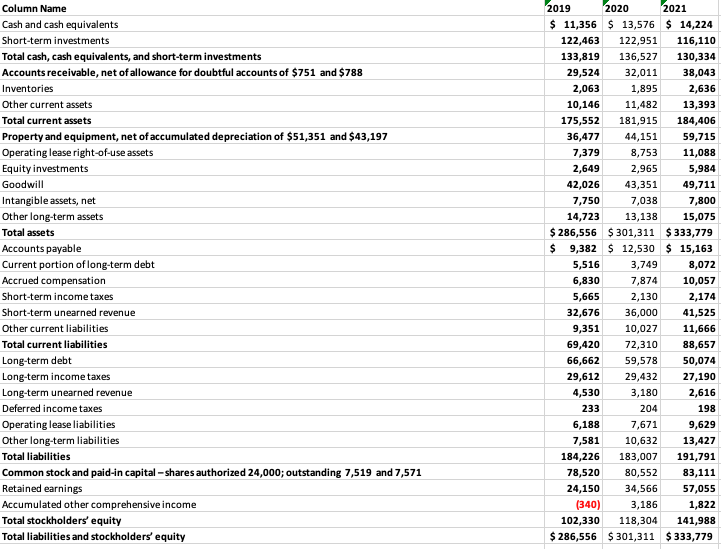 Column Name 2019 2020 2021
Cash and cash equivalents $ 11,356 $ 13,576 $ 14,224
Short-term investments 122,463 122,951 116,110
Total cash, cash equivalents, and short-term investments 133,819 136,527 130,334
Accounts receivable, net of allowance for doubtful accounts of $751 and $788 29,524 32,011 38,043
Inventories 2,063 1,895 2,636
Other current assets 10,146 11,482 13,393
Total current assets 175,552 181,915 184,406
Property and equipment, net of accumulated depreciation of $51,351 and $43,197 36,477 44,151 59,715
Operating lease right-of-use assets 7,379 8,753 11,088
Equity investments 2,649 2,965 5,984
Goodwill 42,026 43,351 49,711
Intangible assets, net 7,750 7,038 7,800
Other long-term assets 14,723 13,138 15,075
Total assets $ 286,556 $ 301,311 $ 333,779
Accounts payable $ 9,382 $ 12,530 $ 15,163
Current portion of long-term debt 5,516 3,749 8,072
Accrued compensation 6,830 7,874 10,057
Short-term income taxes 5,665 2,130 2,174
Short-term unearned revenue 32,676 36,000 41,525
Other current liabilities 9,351 10,027 11,666
Total current liabilities 69,420 72,310 88,657
Long-term debt 66,662 59,578 50,074
Long-term income taxes 29,612 29,432 27,190
Long-term unearned revenue 4,530 3,180 2,616
Deferred income taxes 233 204 198
Operating lease liabilities 6,188 7,671 9,629
Other long-term liabilities 7,581 10,632 13,427
Total liabilities 184,226 183,007 191,791
Common stock and paid-in capital – shares authorized 24,000; outstanding 7,519 and 7,571 78,520 80,552 83,111
Retained earnings 24,150 34,566 57,055
Accumulated other comprehensive income (340) 3,186 1,822
Total stockholders’ equity 102,330 118,304 141,988
Total liabilities and stockholders’ equity $ 286,556 $ 301,311 $ 333,779